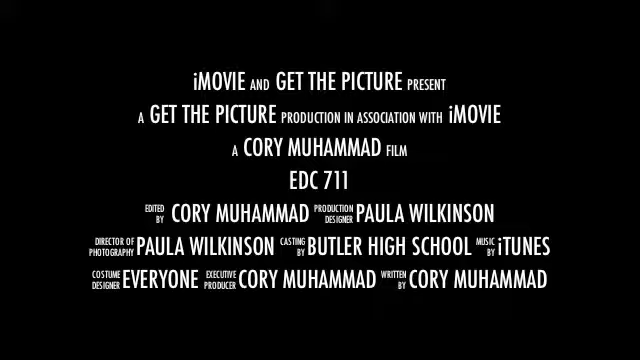 iMOVIE AND GET THE PICTURE PRESENT
A GET THE PICTURE PRODUCTION IN ASSOCIATION WITH iMOVIE
A CORY MUHAMMAD FILM
EDC 711
EDITED BY CORY MUHAMMAD PRODUCTION DESIGNER PAULA WILKINSON
DIRECTOR OF PHOTOGRAPHY PAULA WILKINSON CASTING BY BUTLER HIGH SCHOOL MUSIC BY iTUNES
COSTUME DESIGNER EVERYONE EXECUTIVE PRODUCER CORY MUHAMMAD WRITTEN BY CORY MUHAMMAD